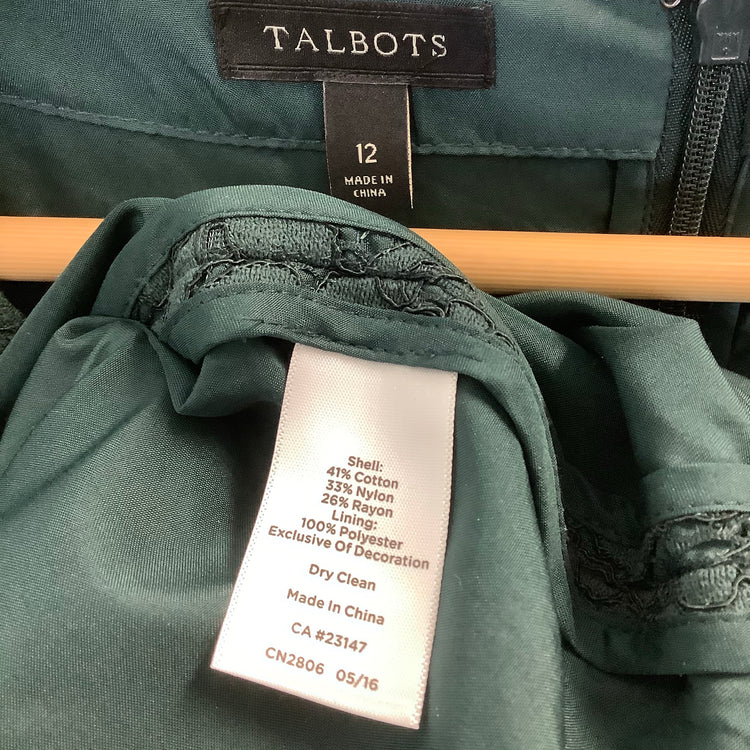 TALBOTS
12
MADE IN
CHINA
Shell:
41% Cotton
33% Nylon
26% Rayon
Lining:
100% Polyester
Exclusive Of Decoration
Dry Clean
Made In China
CA #23147
CN2806 05/16